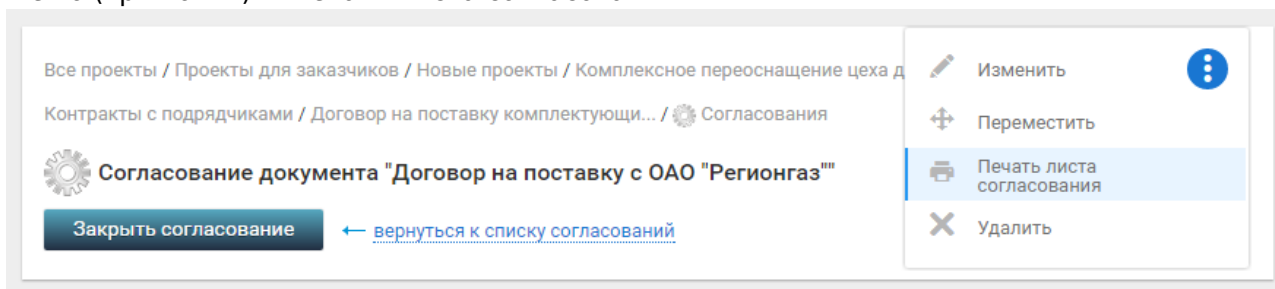 Все проекты / Проекты для заказчиков / Новые проекты / Комплексное переоснащение цеха д
Контракты с подрядчиками / Договор на поставку комплектующи... / Согласования
Согласование документа "Договор на поставку с ОАО "Регионгаз""
Закрыть согласование
← вернуться к списку согласований
Изменить
Переместить
Печать листа
согласования
Удалить